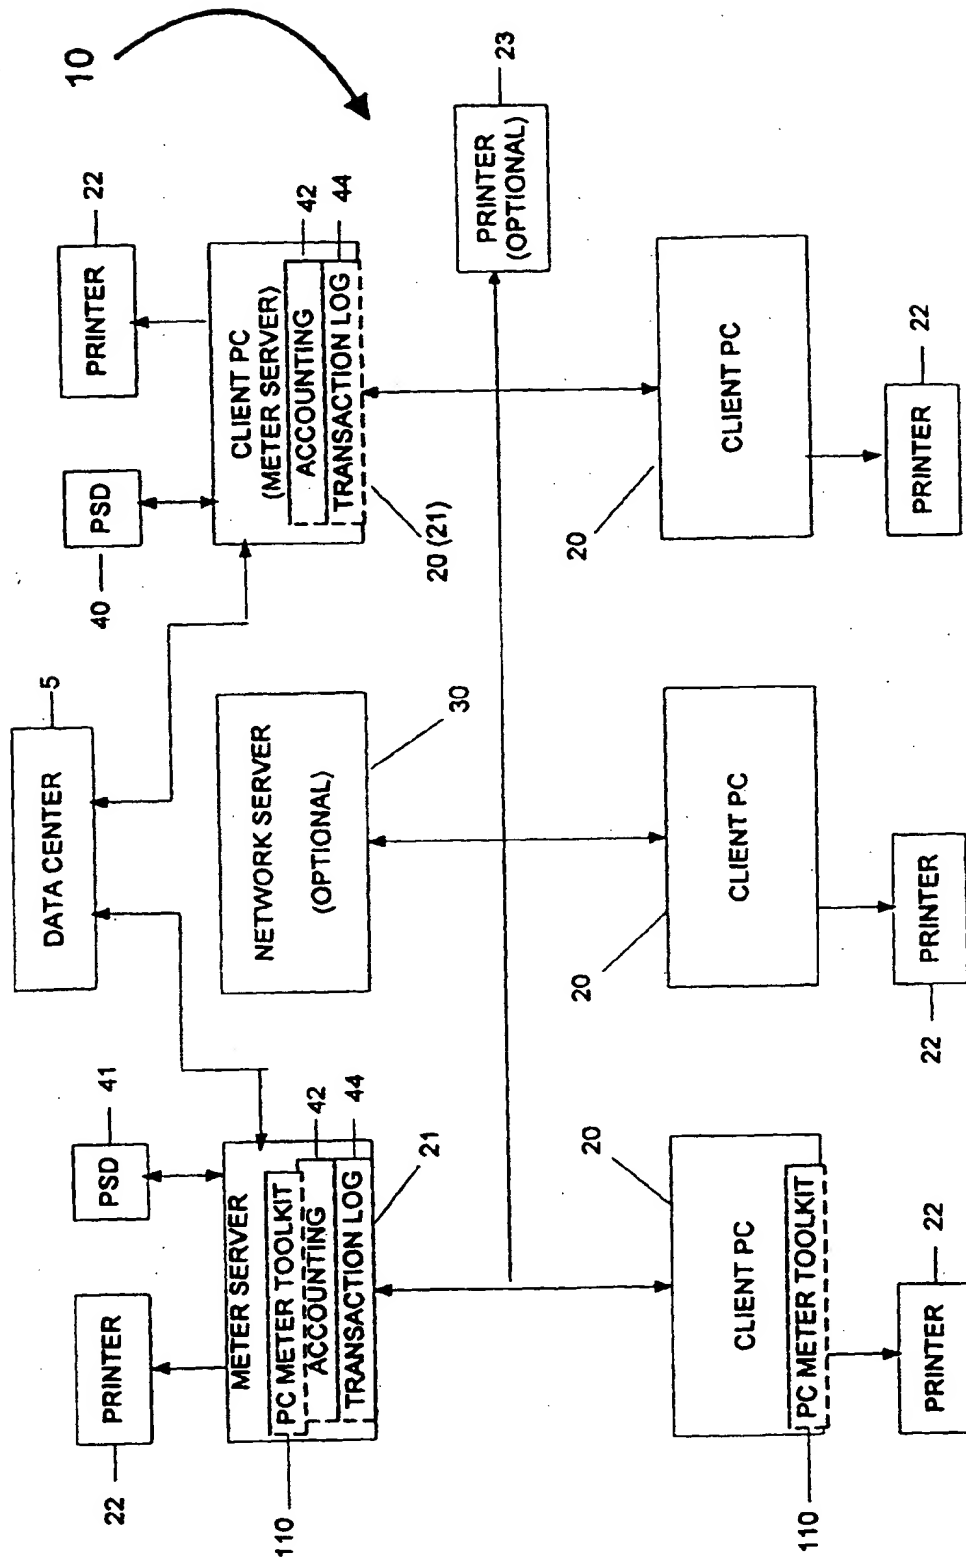 10
DATA CENTER
5
PRINTER
22
PSD
41
METER SERVER
PC METER TOOLKIT
ACCOUNTING
TRANSACTION LOG
42
44
110
21
NETWORK SERVER
(OPTIONAL)
30
40
PSD
PRINTER
22
CLIENT PC
(METER SERVER)
ACCOUNTING
TRANSACTION LOG
42
44
20 (21)
PRINTER
(OPTIONAL)
23
20
CLIENT PC
PC METER TOOLKIT
110
PRINTER
22
20
CLIENT PC
PRINTER
22
20
CLIENT PC
PRINTER
22